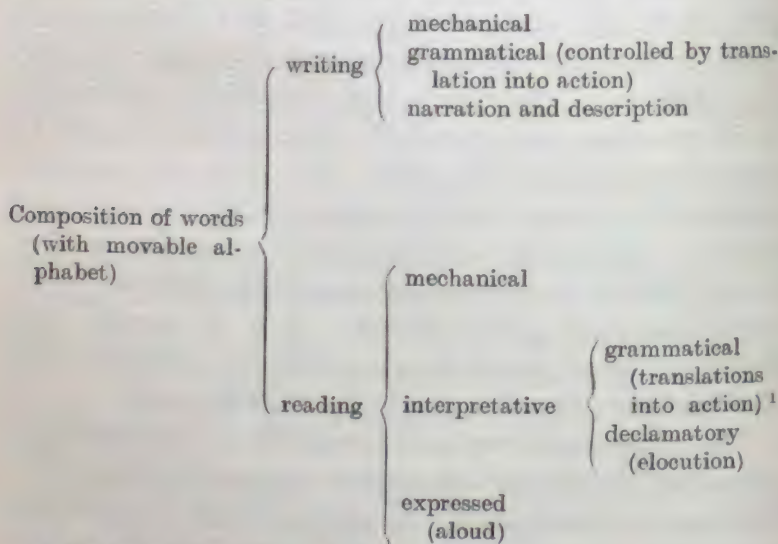 mechanical
grammatical (controlled by trans-
lation into action)
narration and description
writing
Composition of words
(with movable al-
phabet)
mechanical
reading
interpretative
grammatical
(translations
into action) 1
declamatory
(elocution)
expressed
(aloud)